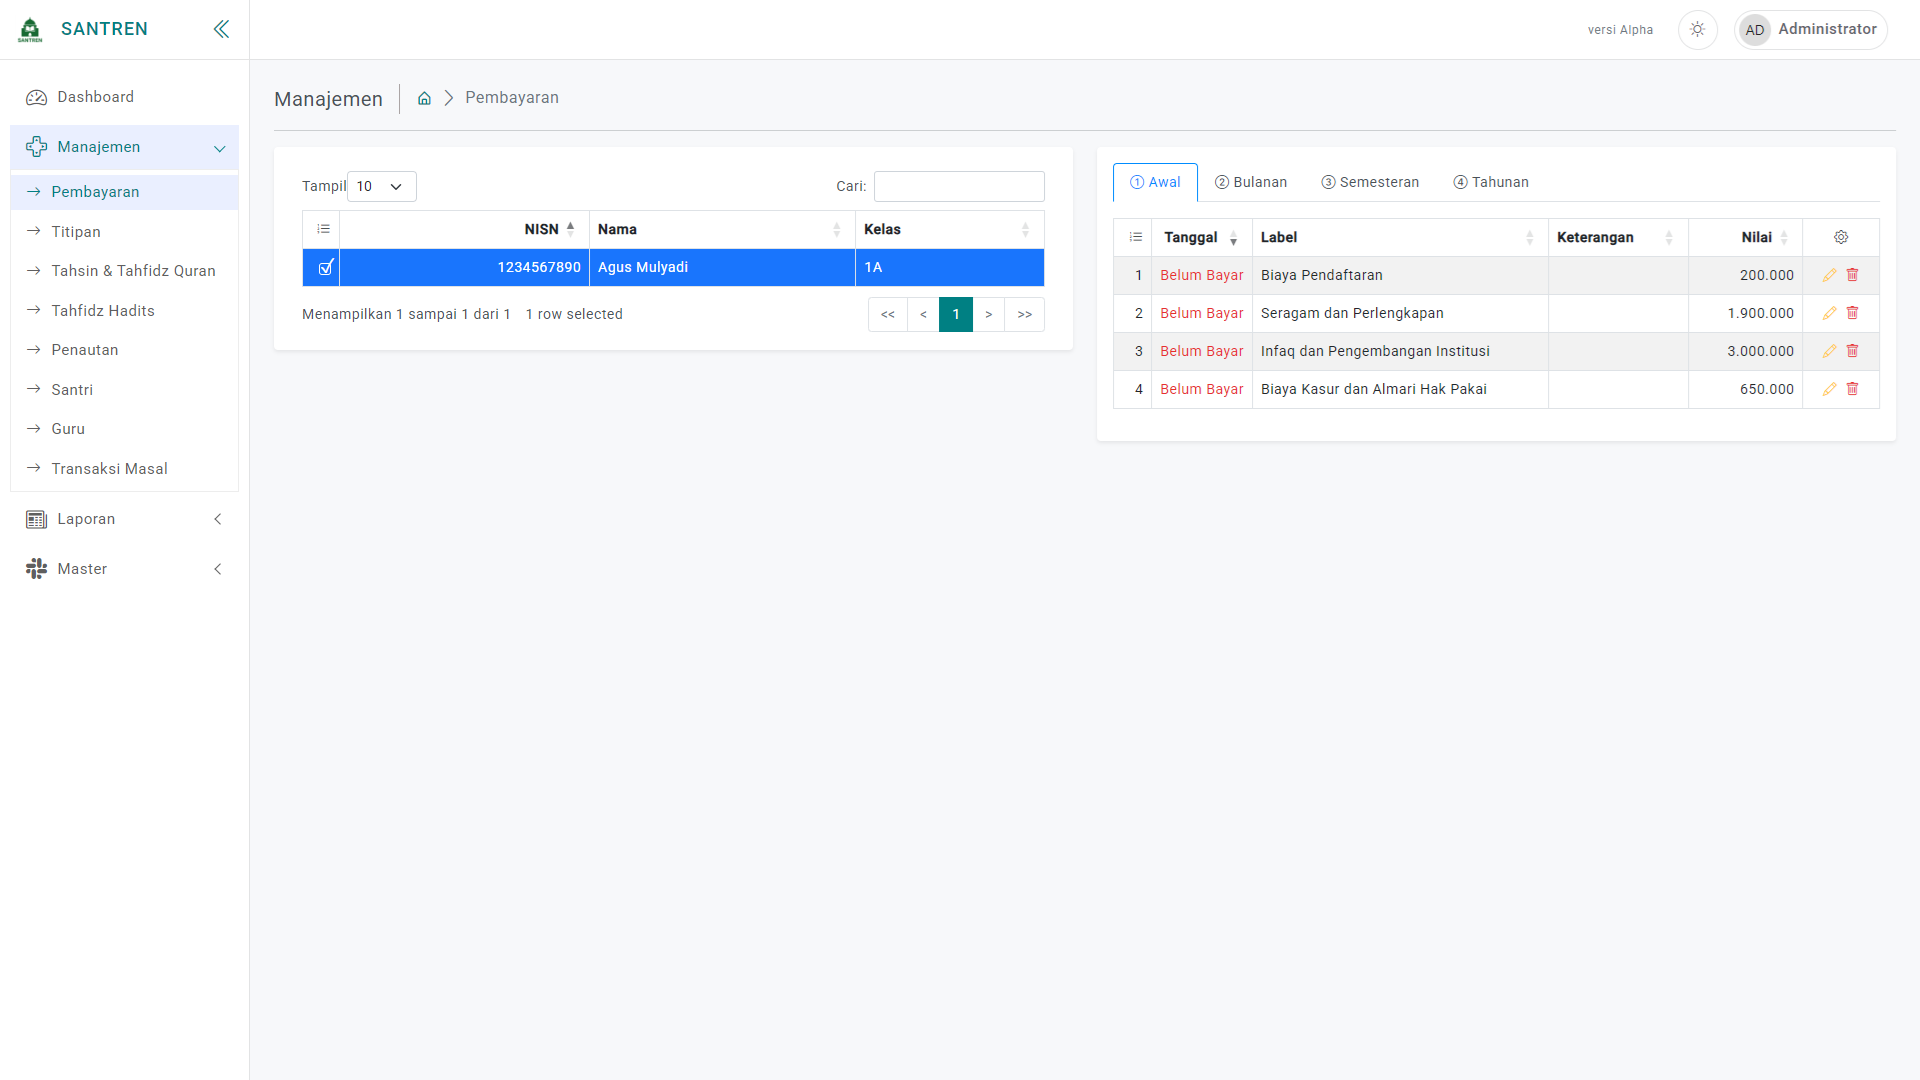 SANTREN
SANTREN
versi Alpha
AD Administrator
Dashboard
Manajemen
Pembayaran
Titipan
Tahsin & Tahfidz Quran
Tahfidz Hadits
Penautan
Santri
Guru
Transaksi Masal
Laporan
Master
Manajemen Pembayaran
Tampil 10 Cari:
NISN Nama Kelas
1234567890 Agus Mulyadi 1A
Menampilkan 1 sampai 1 dari 1 1 row selected << < 1 > >>
1 Awal 2 Bulanan 3 Semesteran 4 Tahunan
Tanggal Label Keterangan Nilai
1 Belum Bayar Biaya Pendaftaran 200.000
2 Belum Bayar Seragam dan Perlengkapan 1.900.000
3 Belum Bayar Infaq dan Pengembangan Institusi 3.000.000
4 Belum Bayar Biaya Kasur dan Almari Hak Pakai 650.000